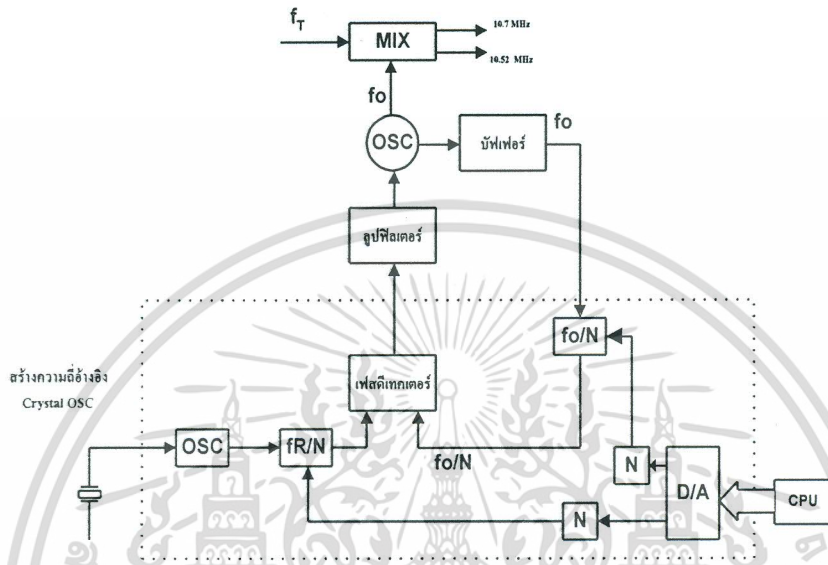 fT
MIX
10.7 MHz
10.52 MHz
fo
OSC
บัฟเฟอร์
fo
ลูปฟิลเตอร์
fo/N
เฟสดีเทกเตอร์
สร้างความถี่อ้างอิง
Crystal OSC
OSC
fR/N
fo/N
N
D/A
CPU
N